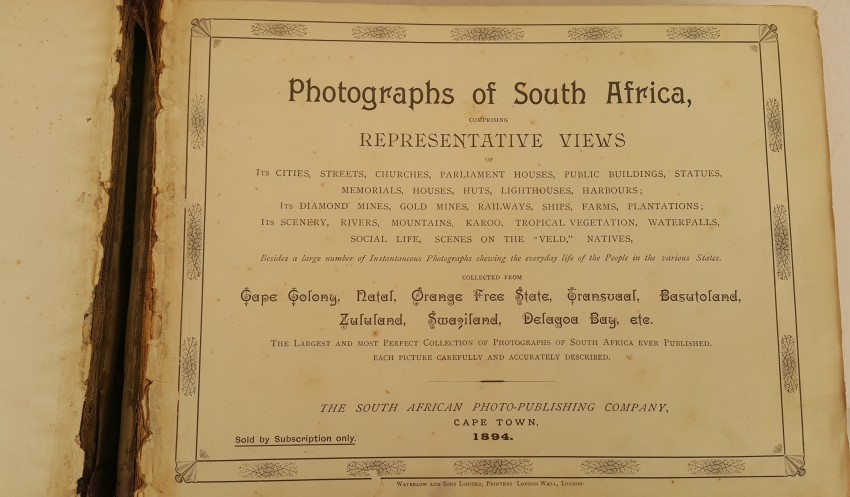 Photographs of South Africa,
COMPRISING
REPRESENTATIVE VIEWS
OF
ITS CITIES, STREETS, CHURCHES, PARLIAMENT HOUSES, PUBLIC BUILDINGS, STATUES,
MEMORIALS, HOUSES, HUTS, LIGHTHOUSES, HARBOURS;
ITS DIAMOND MINES, GOLD MINES, RAILWAYS, SHIPS, FARMS, PLANTATIONS;
ITS SCENERY, RIVERS, MOUNTAINS, KAROO, TROPICAL VEGETATION, WATERFALLS,
SOCIAL LIFE, SCENES ON THE "VELD," NATIVES,
Besides a large number of Instantaneous Photographs shewing the everyday life of the People in the various States.
COLLECTED FROM
Cape Colony, Natal, Orange Free State, Transvaal, Basutoland,
Zululand, Swaziland, Delagoa Bay, etc.
THE LARGEST AND MOST PERFECT COLLECTION OF PHOTOGRAPHS OF SOUTH AFRICA EVER PUBLISHED.
EACH PICTURE CAREFULLY AND ACCURATELY DESCRIBED.
THE SOUTH AFRICAN PHOTO-PUBLISHING COMPANY,
CAPE TOWN,
1894.
Sold by Subscription only.
WATERLOW AND SONS LIMITED, PRINTERS LONDON WALL, LONDON